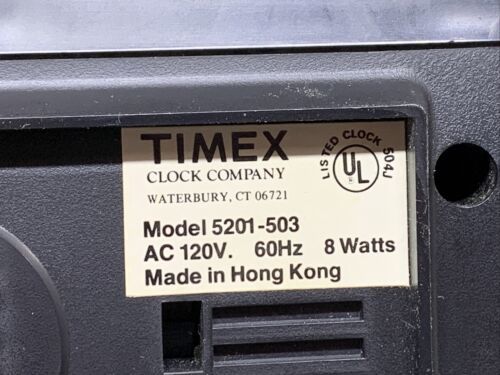 TIMEX
CLOCK COMPANY
WATERBURY, CT 06721
LISTED CLOCK 504J
UL
Model 5201-503
AC 120V. 60Hz 8 Watts
Made in Hong Kong